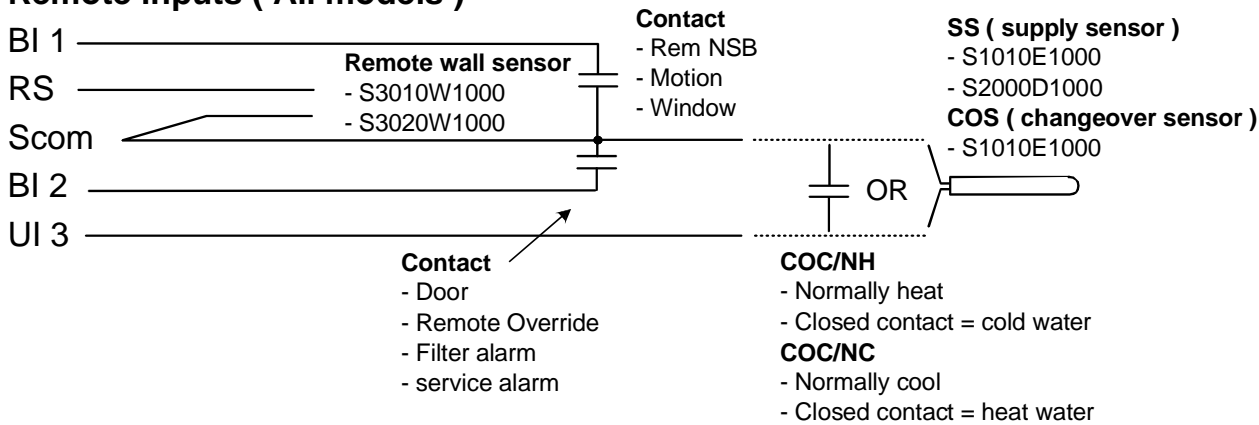 Remote Inputs ( All models )
BI 1
RS
Scom
BI 2
UI 3
Remote wall sensor
- S3010W1000
- S3020W1000
Contact
- Rem NSB
- Motion
- Window
SS ( supply sensor )
- S1010E1000
- S2000D1000
COS ( changeover sensor )
- S1010E1000
OR
Contact
- Door
- Remote Override
- Filter alarm
- service alarm
COC/NH
- Normally heat
- Closed contact = cold water
COC/NC
- Normally cool
- Closed contact = heat water